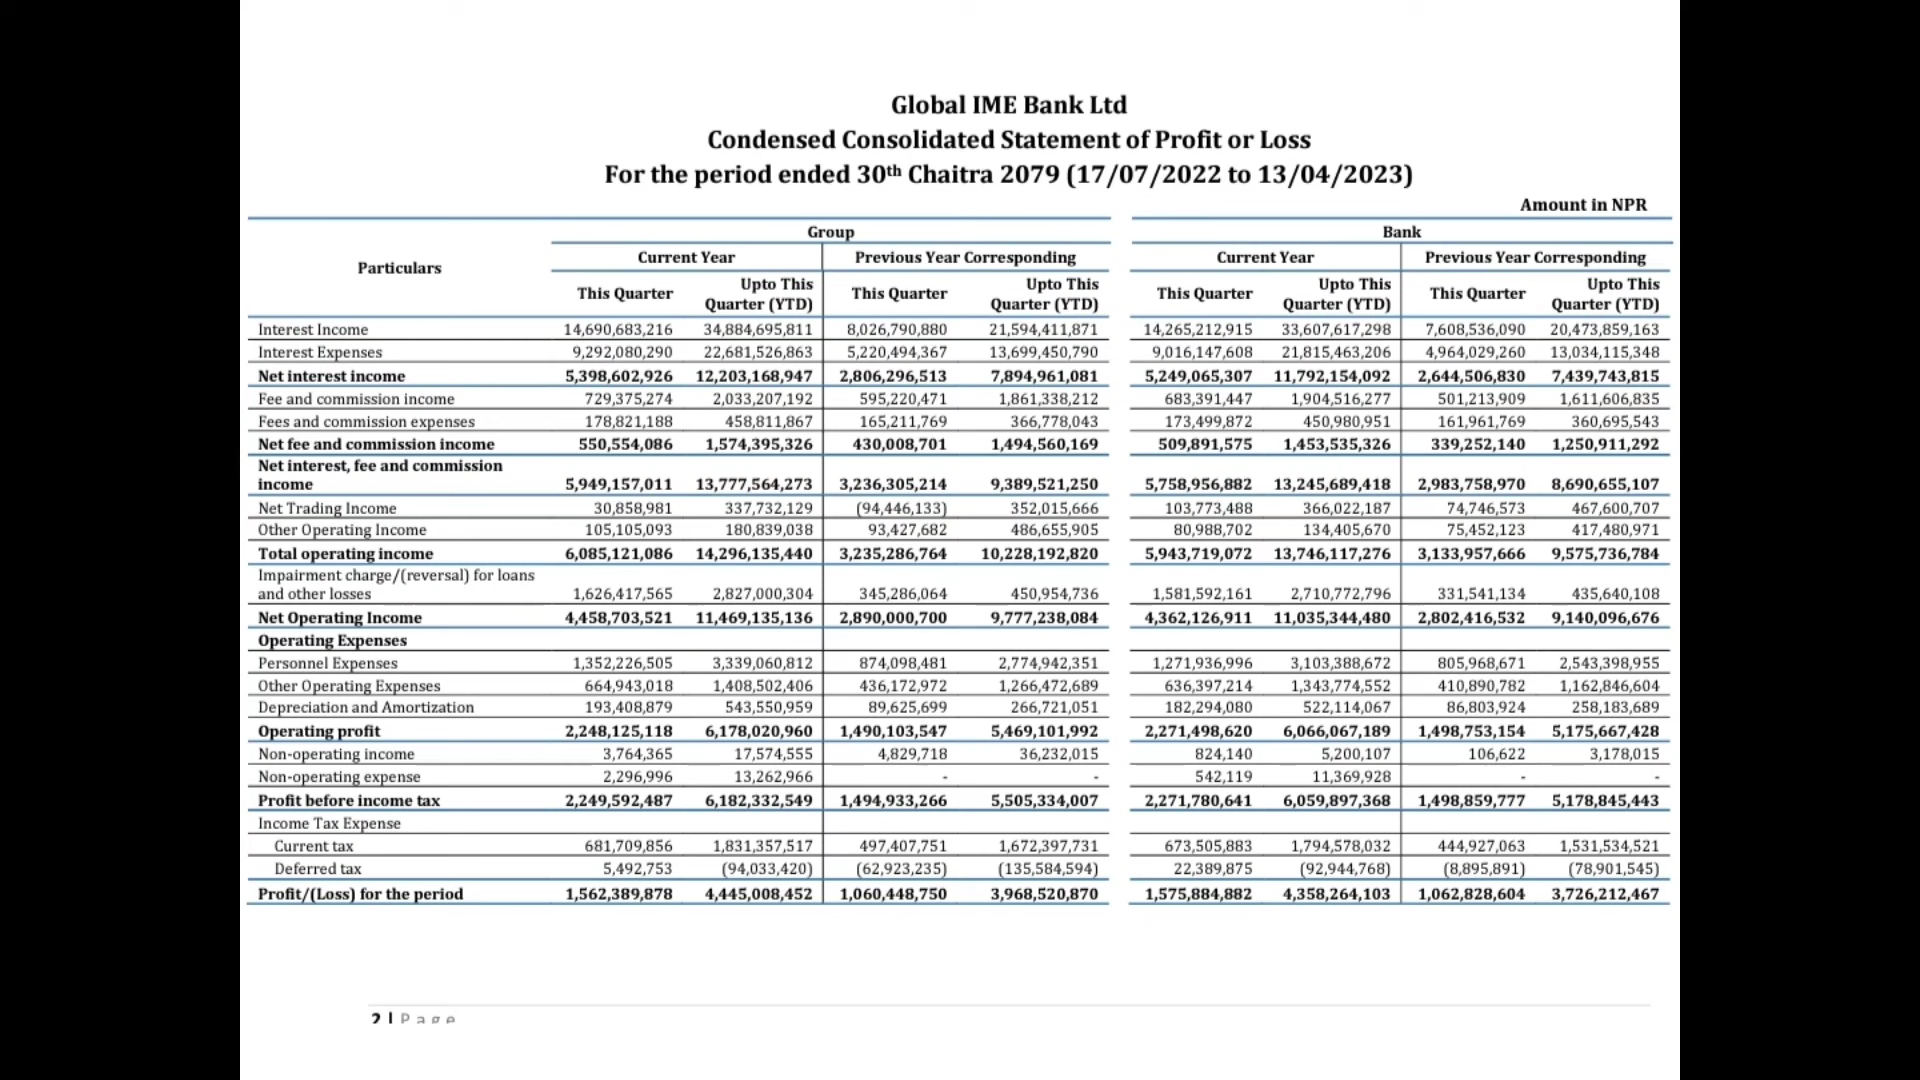 Global IME Bank Ltd
Condensed Consolidated Statement of Profit or Loss
For the period ended 30th Chaitra 2079 (17/07/2022 to 13/04/2023)
Amount in NPR
Particulars Group Bank
Current Year Previous Year Corresponding Current Year Previous Year Corresponding
This Quarter Upto This Quarter (YTD) This Quarter Upto This Quarter (YTD) This Quarter Upto This Quarter (YTD) This Quarter Upto This Quarter (YTD)
Interest Income 14,690,683,216 34,884,695,811 8,026,790,880 21,594,411,871 14,265,212,915 33,607,617,298 7,608,536,090 20,473,859,163
Interest Expenses 9,292,080,290 22,681,526,863 5,220,494,367 13,699,450,790 9,016,147,608 21,815,463,206 4,964,029,260 13,034,115,348
Net interest income 5,398,602,926 12,203,168,947 2,806,296,513 7,894,961,081 5,249,065,307 11,792,154,092 2,644,506,830 7,439,743,815
Fee and commission income 729,375,274 2,033,207,192 595,220,471 1,861,338,212 683,391,447 1,904,516,277 501,213,909 1,611,606,835
Fees and commission expenses 178,821,188 458,811,867 165,211,769 366,778,043 173,499,872 450,980,951 161,961,769 360,695,543
Net fee and commission income 550,554,086 1,574,395,326 430,008,701 1,494,560,169 509,891,575 1,453,535,326 339,252,140 1,250,911,292
Net interest, fee and commission
income 5,949,157,011 13,777,564,273 3,236,305,214 9,389,521,250 5,758,956,882 13,245,689,418 2,983,758,970 8,690,655,107
Net Trading Income 30,858,981 337,732,129 (94,446,133) 352,015,666 103,773,488 366,022,187 74,746,573 467,600,707
Other Operating Income 105,105,093 180,839,038 93,427,682 486,655,905 80,988,702 134,405,670 75,452,123 417,480,971
Total operating income 6,085,121,086 14,296,135,440 3,235,286,764 10,228,192,820 5,943,719,072 13,746,117,276 3,133,957,666 9,575,736,784
Impairment charge/(reversal) for loans
and other losses 1,626,417,565 2,827,000,304 345,286,064 450,954,736 1,581,592,161 2,710,772,796 331,541,134 435,640,108
Net Operating Income 4,458,703,521 11,469,135,136 2,890,000,700 9,777,238,084 4,362,126,911 11,035,344,480 2,802,416,532 9,140,096,676
Operating Expenses
Personnel Expenses 1,352,226,505 3,339,060,812 874,098,481 2,774,942,351 1,271,936,996 3,103,388,672 805,968,671 2,543,398,955
Other Operating Expenses 664,943,018 1,408,502,406 436,172,972 1,266,472,689 636,397,214 1,343,774,552 410,890,782 1,162,846,604
Depreciation and Amortization 193,408,879 543,550,959 89,625,699 266,721,051 182,294,080 522,114,067 86,803,924 258,183,689
Operating profit 2,248,125,118 6,178,020,960 1,490,103,547 5,469,101,992 2,271,498,620 6,066,067,189 1,498,753,154 5,175,667,428
Non-operating income 3,764,365 17,574,555 4,829,718 36,232,015 824,140 5,200,107 106,622 3,178,015
Non-operating expense 2,296,996 13,262,966 - - 542,119 11,369,928 - -
Profit before income tax 2,249,592,487 6,182,332,549 1,494,933,266 5,505,334,007 2,271,780,641 6,059,897,368 1,498,859,777 5,178,845,443
Income Tax Expense
Current tax 681,709,856 1,831,357,517 497,407,751 1,672,397,731 673,505,883 1,794,578,032 444,927,063 1,531,534,521
Deferred tax 5,492,753 (94,033,420) (62,923,235) (135,584,594) 22,389,875 (92,944,768) (8,895,891) (78,901,545)
Profit/(Loss) for the period 1,562,389,878 4,445,008,452 1,060,448,750 3,968,520,870 1,575,884,882 4,358,264,103 1,062,828,604 3,726,212,467
2 | Page